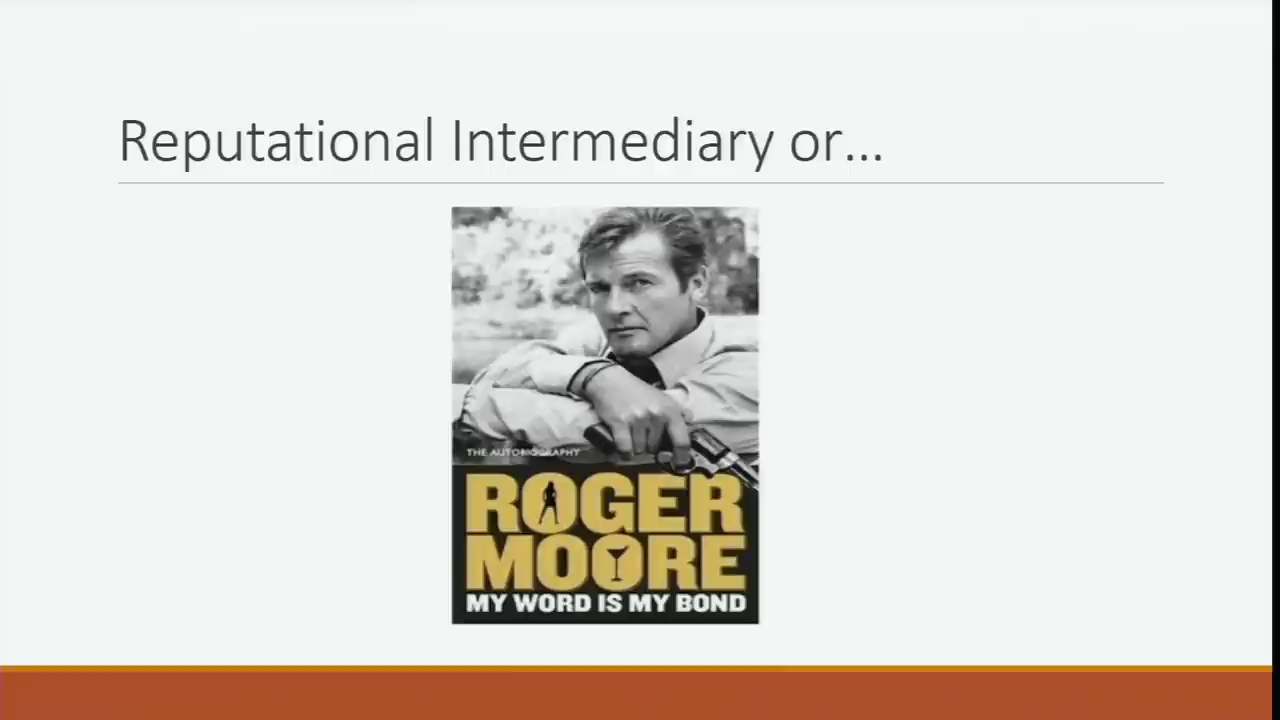 Reputational Intermediary or...
THE AUTOBIOGRAPHY
ROGER
MOORE
MY WORD IS MY BOND